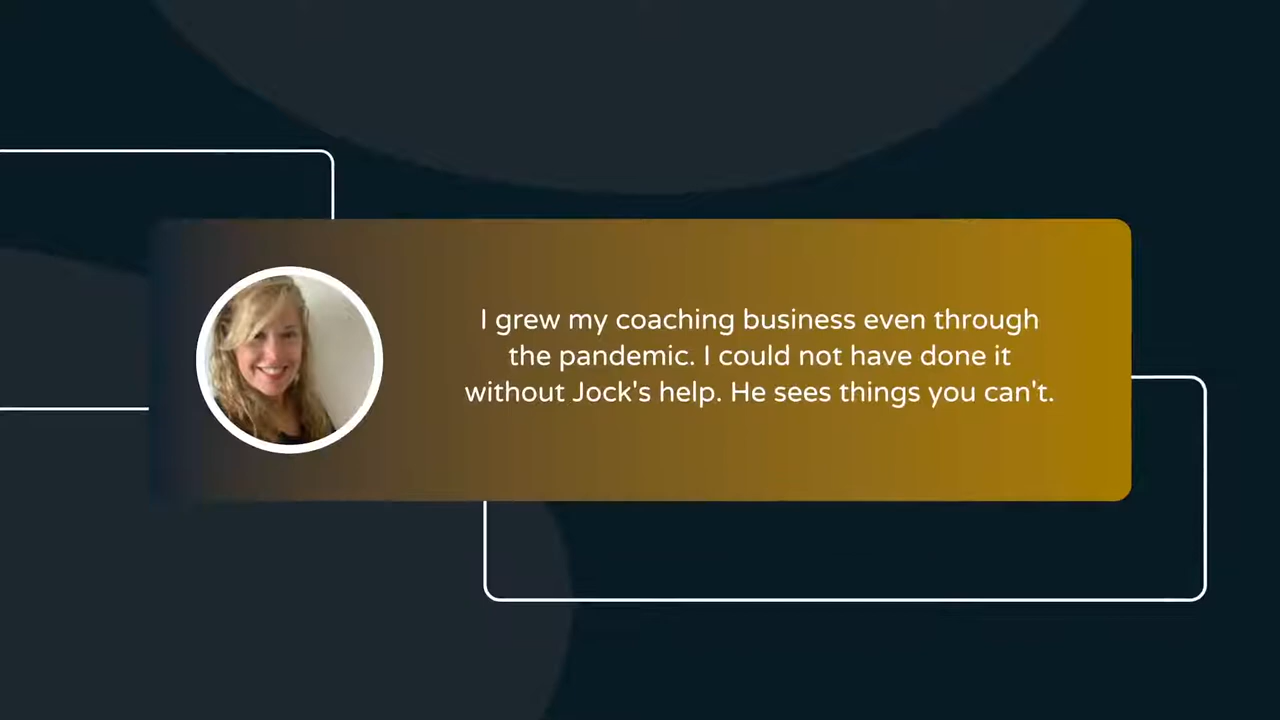 I grew my coaching business even through
the pandemic. I could not have done it
without Jock's help. He sees things you can't.